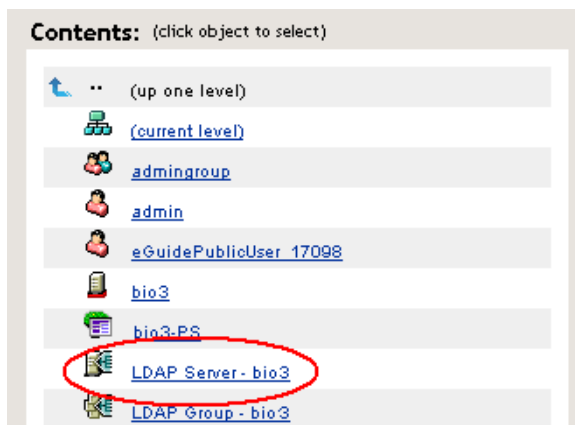 Contents: (click object to select)
.. (up one level)
(current level)
admingroup
admin
eGuidePublicUser_17098
bio3
bio3-PS
LDAP Server - bio3
LDAP Group - bio3